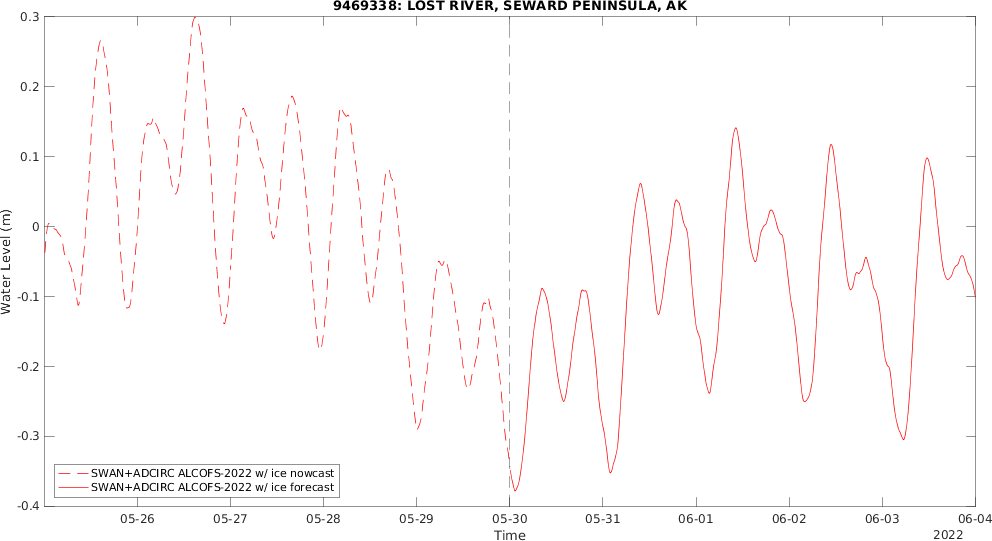 9469338: LOST RIVER, SEWARD PENINSULA, AK
0.3
0.2
0.1
0
-0.1
-0.2
-0.3
-0.4
Water Level (m)
SWAN+ADCIRC ALCOFS-2022 w/ ice nowcast
SWAN+ADCIRC ALCOFS-2022 w/ ice forecast
05-26 05-27 05-28 05-29 05-30 05-31 06-01 06-02 06-03 06-04
Time
2022